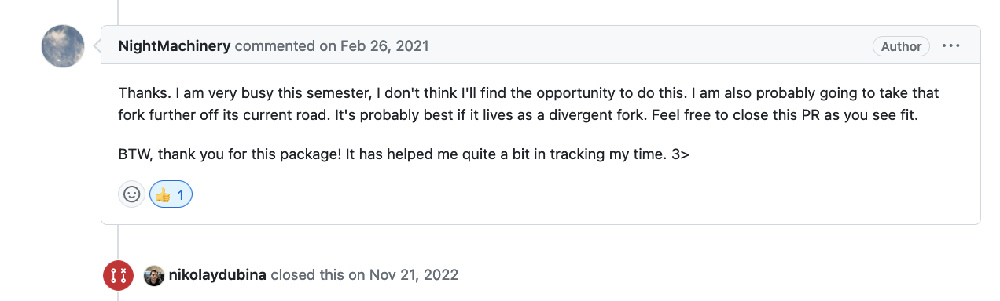 NightMachinery commented on Feb 26, 2021
Author
Thanks. I am very busy this semester, I don't think I'll find the opportunity to do this. I am also probably going to take that
fork further off its current road. It's probably best if it lives as a divergent fork. Feel free to close this PR as you see fit.
BTW, thank you for this package! It has helped me quite a bit in tracking my time. 3>
👍 1
nikolaydubina closed this on Nov 21, 2022